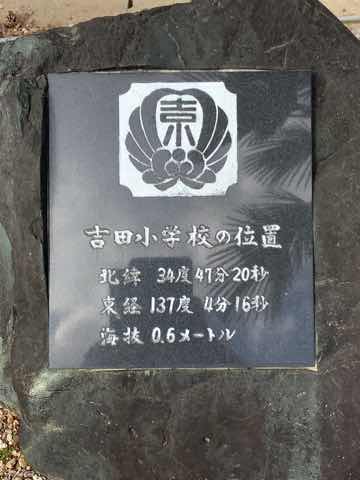 吉田小学校の位置
北緯 34度47分20秒
東経 137度 4分16秒
海抜 0.6メートル